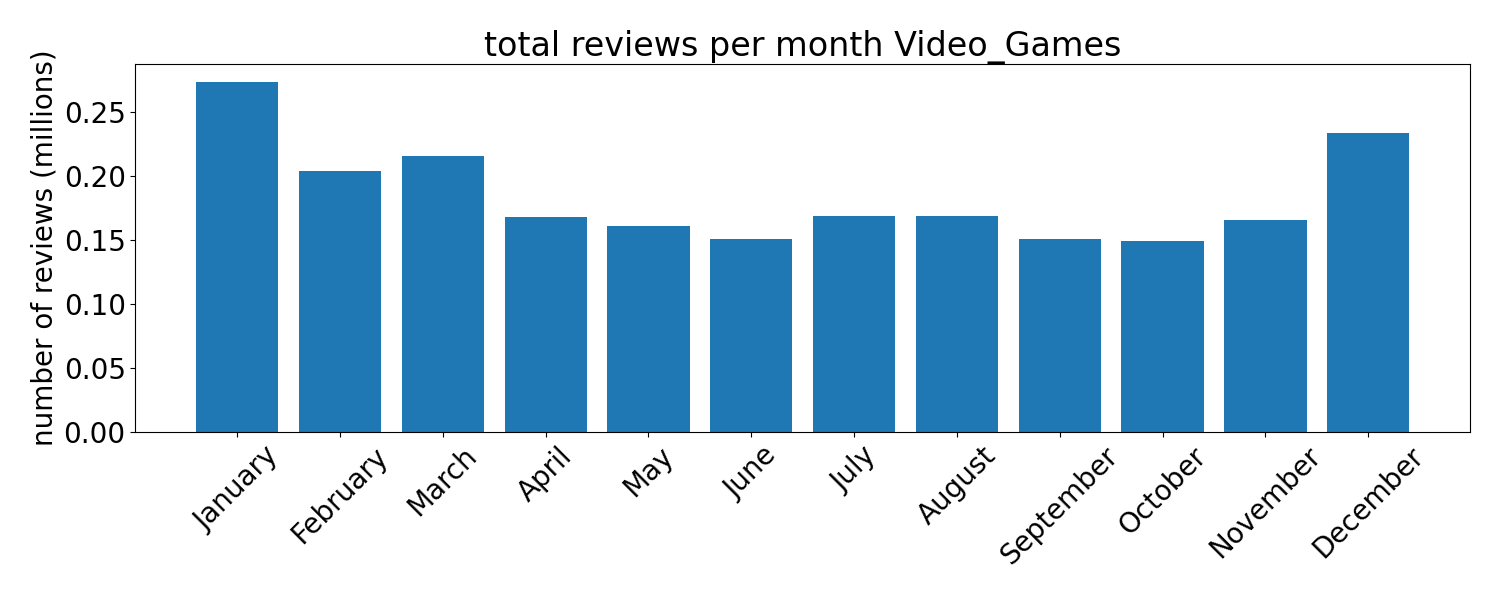 total reviews per month Video_Games
number of reviews (millions)
0.25
0.20
0.15
0.10
0.05
0.00
January
February
March
April
May
June
July
August
September
October
November
December